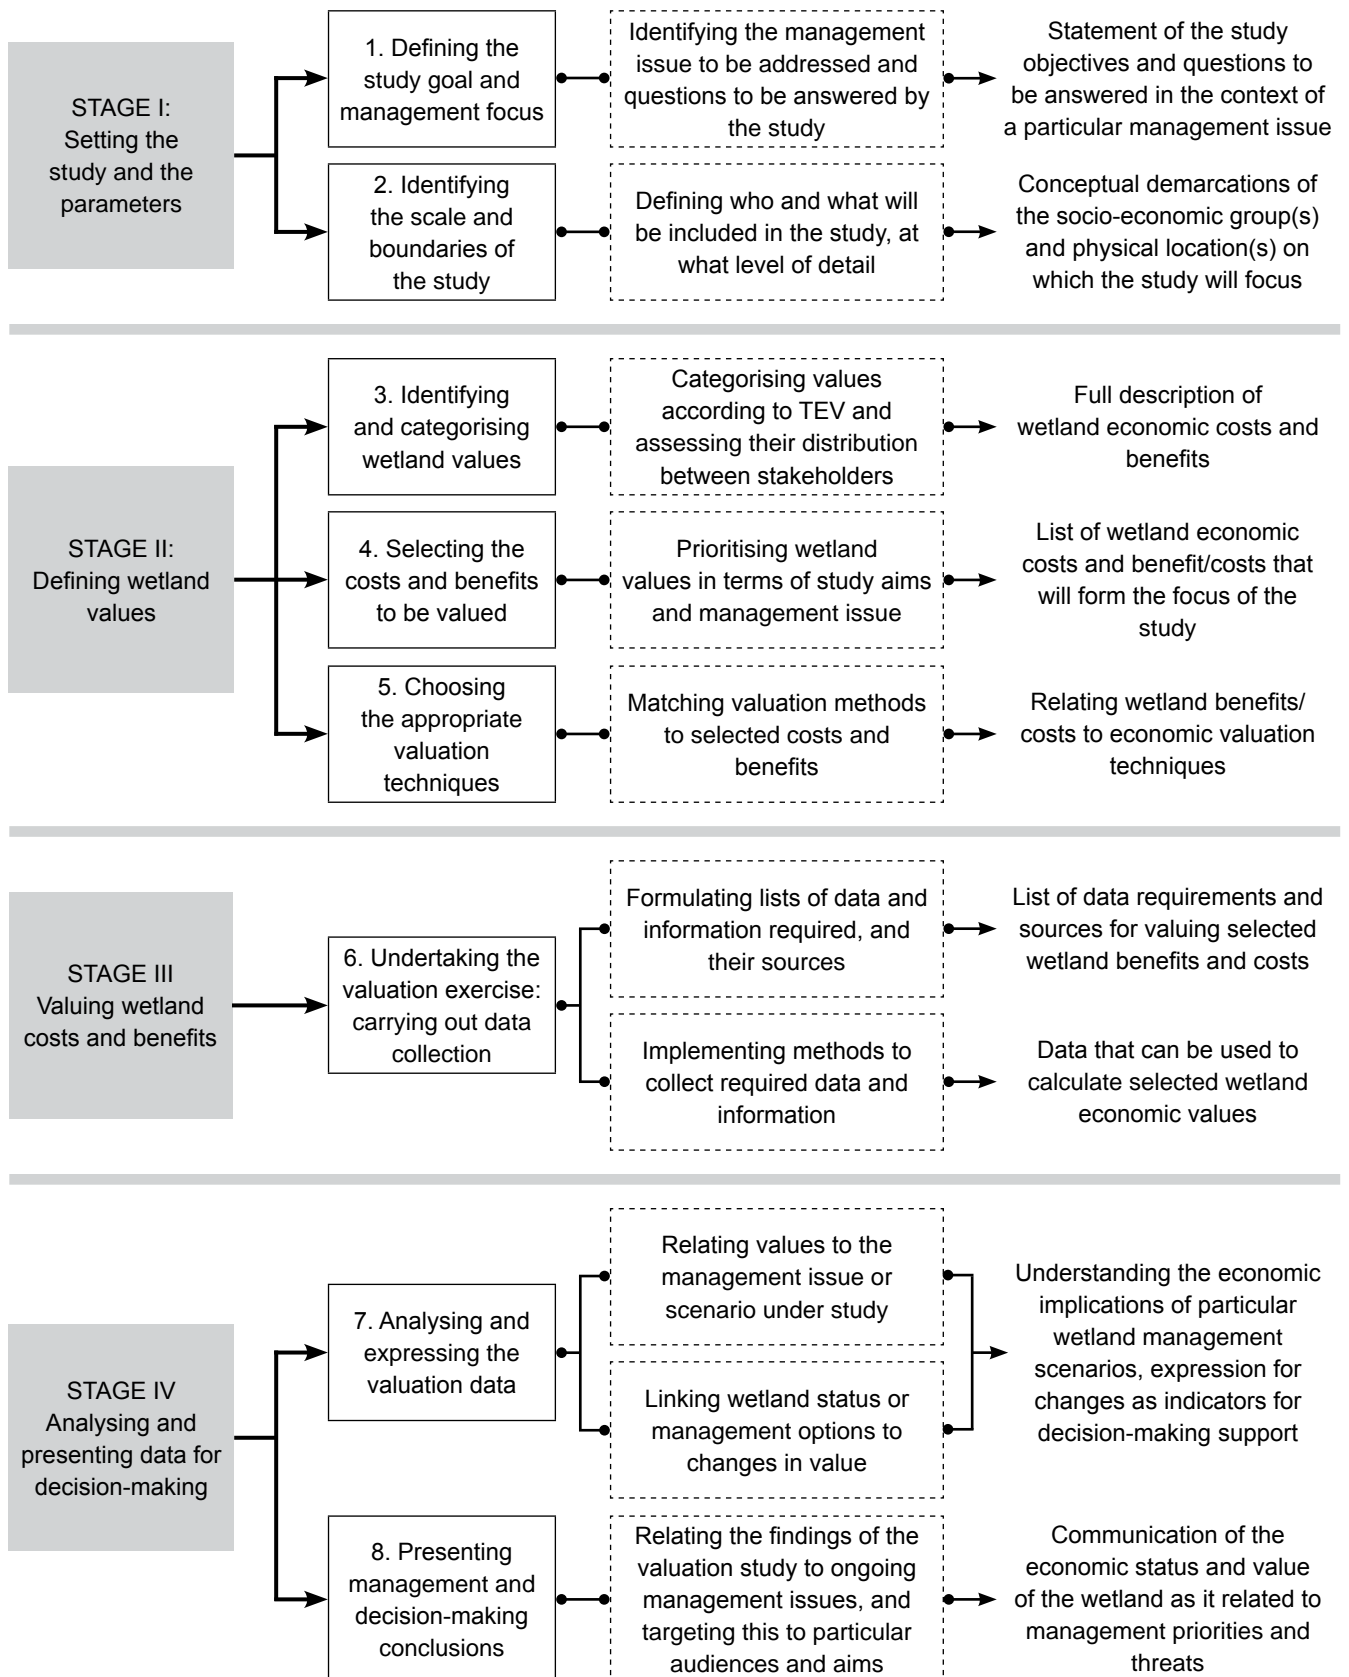 STAGE I:
Setting the
study and the
parameters
1. Defining the
study goal and
management focus
Identifying the management
issue to be addressed and
questions to be answered by
the study
Statement of the study
objectives and questions to
be answered in the context of
a particular management issue
2. Identifying
the scale and
boundaries of
the study
Defining who and what will
be included in the study, at
what level of detail
Conceptual demarcations of
the socio-economic group(s)
and physical location(s) on
which the study will focus
STAGE II:
Defining wetland
values
3. Identifying
and categorising
wetland values
Categorising values
according to TEV and
assessing their distribution
between stakeholders
Full description of
wetland economic costs and
benefits
4. Selecting the
costs and benefits
to be valued
Prioritising wetland
values in terms of study aims
and management issue
List of wetland economic
costs and benefit/costs that
will form the focus of the
study
5. Choosing
the appropriate
valuation
techniques
Matching valuation methods
to selected costs and
benefits
Relating wetland benefits/
costs to economic valuation
techniques
STAGE III
Valuing wetland
costs and benefits
6. Undertaking the
valuation exercise:
carrying out data
collection
Formulating lists of data and
information required, and
their sources
List of data requirements and
sources for valuing selected
wetland benefits and costs
Implementing methods to
collect required data and
information
Data that can be used to
calculate selected wetland
economic values
STAGE IV
Analysing and
presenting data for
decision-making
7. Analysing and
expressing the
valuation data
Relating values to the
management issue or
scenario under study
Linking wetland status or
management options to
changes in value
Understanding the economic
implications of particular
wetland management
scenarios, expression for
changes as indicators for
decision-making support
8. Presenting
management and
decision-making
conclusions
Relating the findings of the
valuation study to ongoing
management issues, and
targeting this to particular
audiences and aims
Communication of the
economic status and value
of the wetland as it related to
management priorities and
threats